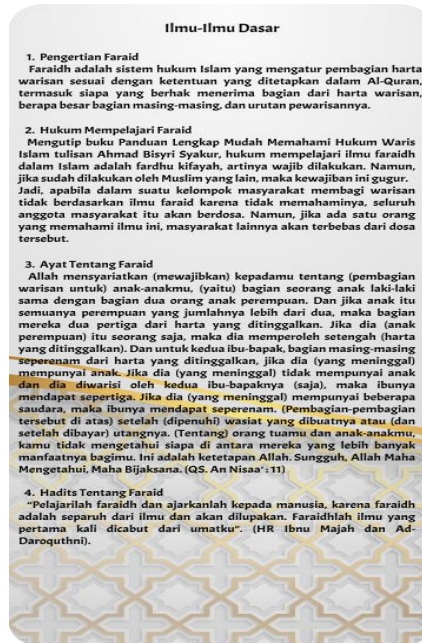 Ilmu-Ilmu Dasar
1. Pengertian Faraid
Faraidh adalah sistem hukum Islam yang mengatur pembagian harta
warisan sesuai dengan ketentuan yang ditetapkan dalam Al-Quran,
termasuk siapa yang berhak menerima bagian dari harta warisan,
berapa besar bagian masing-masing, dan urutan pewarisannya.
2. Hukum Mempelajari Faraid
Mengutip buku Panduan Lengkap Mudah Memahami Hukum Waris
Islam tulisan Ahmad Bisyri Syakur, hukum mempelajari ilmu faraidh
dalam Islam adalah fardhu kifayah, artinya wajib dilakukan. Namun,
jika sudah dilakukan oleh Muslim yang lain, maka kewajiban ini gugur.
Jadi, apabila dalam suatu kelompok masyarakat membagi warisan
tidak berdasarkan ilmu faraid karena tidak memahaminya, seluruh
anggota masyarakat itu akan berdosa. Namun, jika ada satu orang
yang memahami ilmu ini, masyarakat lainnya akan terbebas dari dosa
tersebut.
3. Ayat Tentang Faraid
Allah mensyariatkan (mewajibkan) kepadamu tentang (pembagian
warisan untuk) anak-anakmu, (yaitu) bagian seorang anak laki-laki
sama dengan bagian dua orang anak perempuan. Dan jika anak itu
semuanya perempuan yang jumlahnya lebih dari dua, maka bagian
mereka dua pertiga dari harta yang ditinggalkan. Jika dia (anak
perempuan) itu seorang saja, maka dia memperoleh setengah (harta
yang ditinggalkan). Dan untuk kedua ibu-bapak, bagian masing-masing
seperenam dari harta yang ditinggalkan, jika dia (yang meninggal)
mempunyai anak. Jika dia (yang meninggal) tidak mempunyai anak
dan dia diwarisi oleh kedua ibu-bapaknya (saja), maka ibunya
mendapat sepertiga. Jika dia (yang meninggal) mempunyai beberapa
saudara, maka ibunya mendapat seperenam. (Pembagian-pembagian
tersebut di atas) setelah (dipenuhi) wasiat yang dibuatnya atau (dan
setelah dibayar) utangnya. (Tentang) orang tuamu dan anak-anakmu,
kamu tidak mengetahui siapa di antara mereka yang lebih banyak
manfaatnya bagimu. Ini adalah ketetapan Allah. Sungguh, Allah Maha
Mengetahui, Maha Bijaksana. (QS. An Nisaa' : 11)
4. Hadits Tentang Faraid
"Pelajarilah faraidh dan ajarkanlah kepada manusia, karena faraidh
adalah separuh dari ilmu dan akan dilupakan. Faraidhlah ilmu yang
pertama kali dicabut dari umatku". (HR Ibnu Majah dan Ad-
Daroquthni).